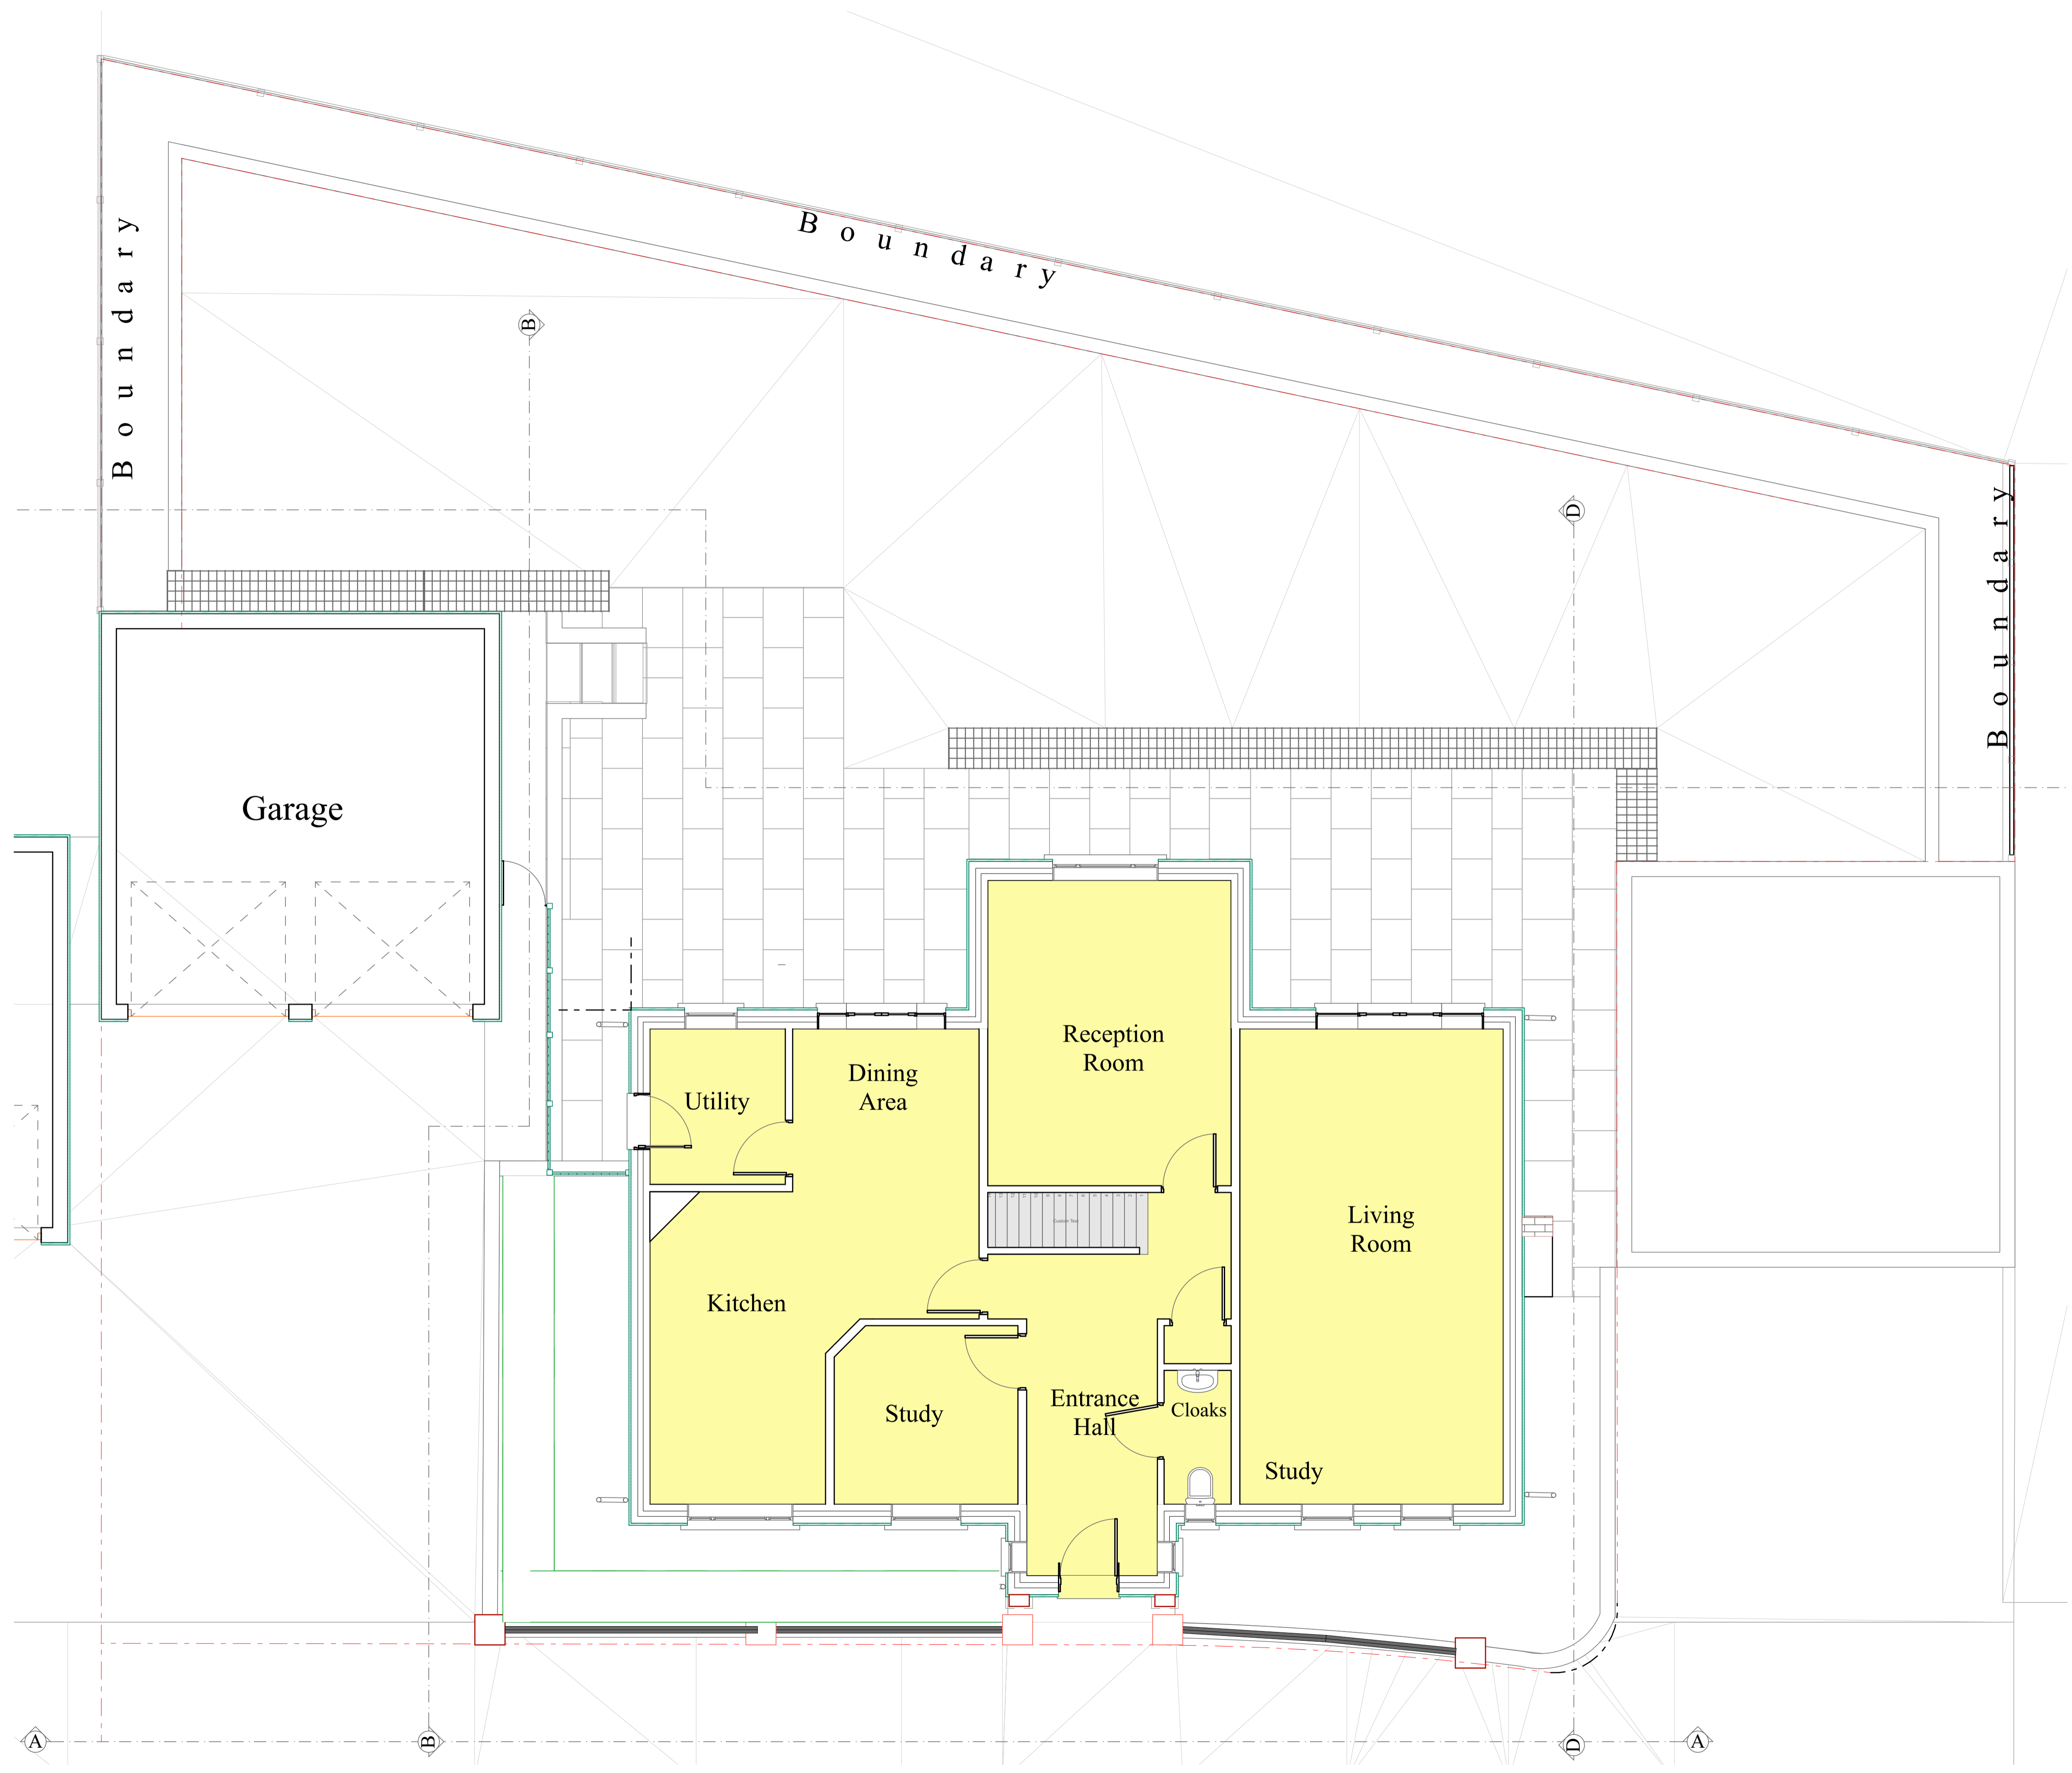 Boundary
Boundary
B
Boundary
D
Garage
Reception
Room
Dining
Area
Utility
Living
Room
Kitchen
Entrance
Hall
Cloaks
Study
Study
A
B
D
A